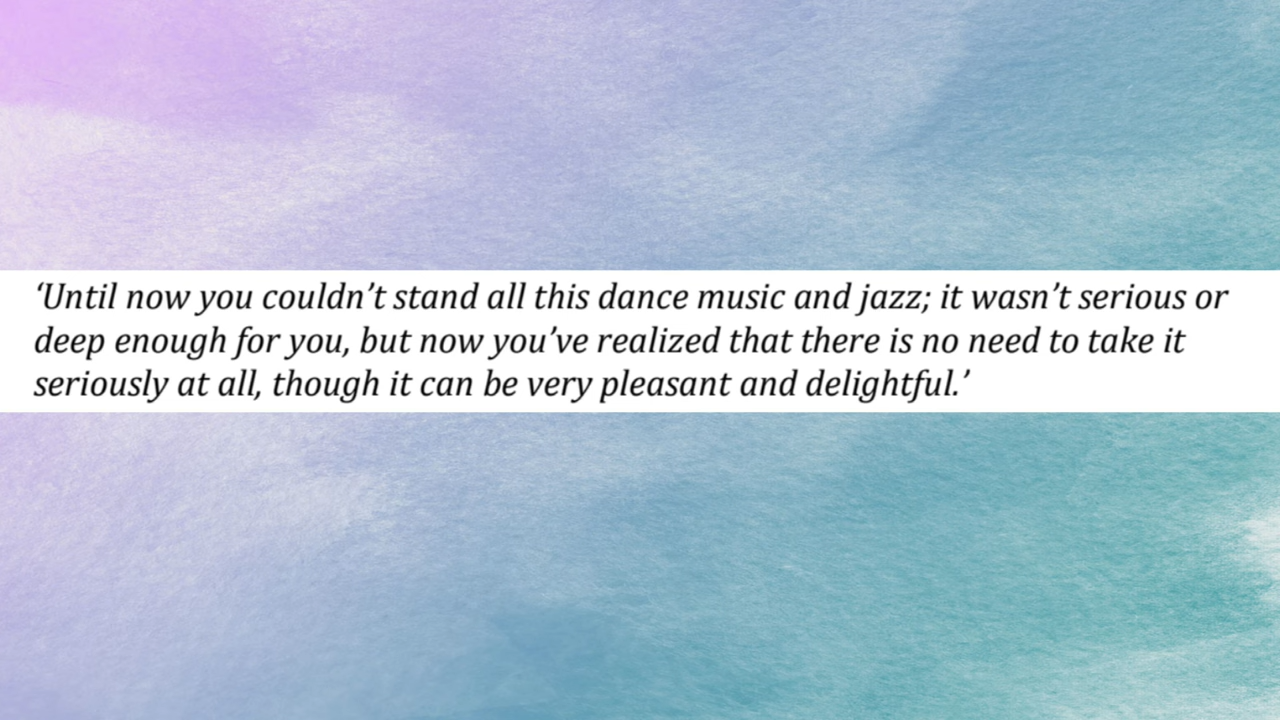 ‘Until now you couldn’t stand all this dance music and jazz; it wasn’t serious or
deep enough for you, but now you’ve realized that there is no need to take it
seriously at all, though it can be very pleasant and delightful.’